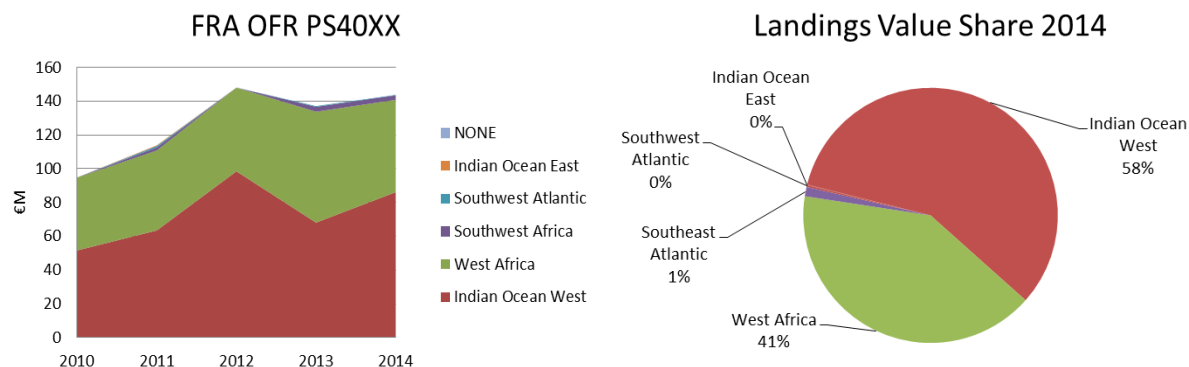 FRA OFR PS40XX
€M
160
140
120
100
80
60
40
20
0
2010 2011 2012 2013 2014
NONE
Indian Ocean East
Southwest Atlantic
Southwest Africa
West Africa
Indian Ocean West
Landings Value Share 2014
Indian Ocean
East
0%
Southwest
Atlantic
0%
Southeast
Atlantic
1%
West Africa
41%
Indian Ocean
West
58%